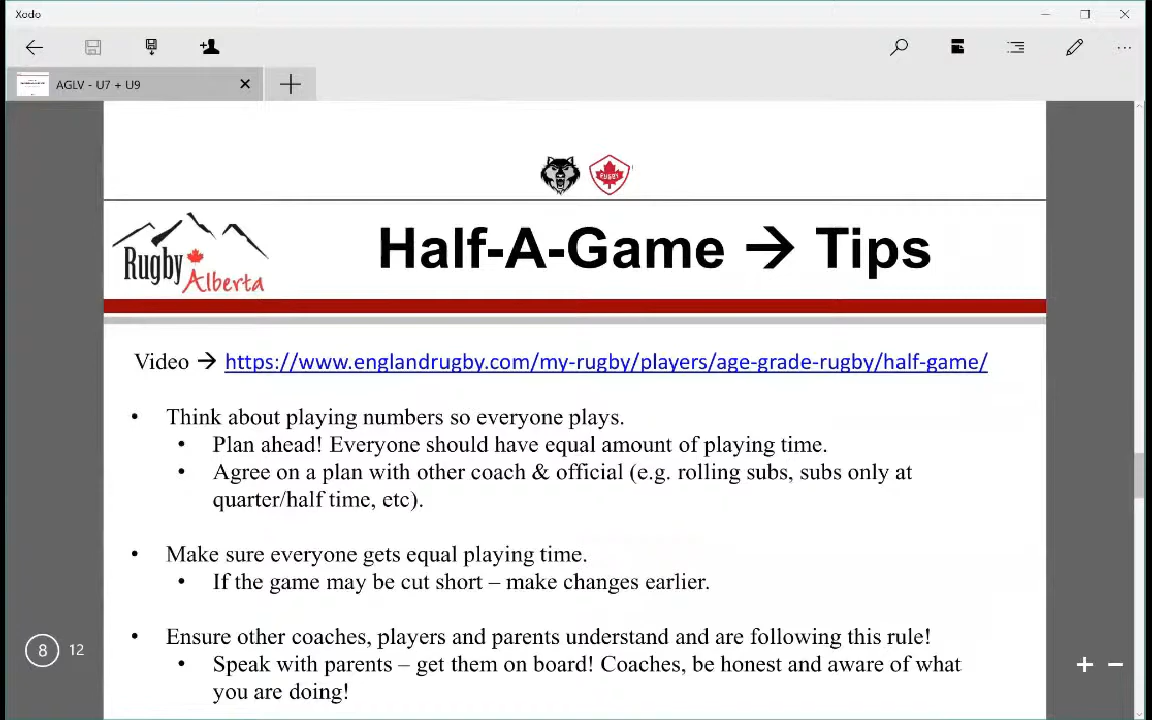 Xodo
AGLV - U7 + U9
RUGBY
Rugby
Alberta
Half-A-Game → Tips
Video → https://www.englandrugby.com/my-rugby/players/age-grade-rugby/half-game/
• Think about playing numbers so everyone plays.
• Plan ahead! Everyone should have equal amount of playing time.
• Agree on a plan with other coach & official (e.g. rolling subs, subs only at
quarter/half time, etc).
• Make sure everyone gets equal playing time.
• If the game may be cut short – make changes earlier.
• Ensure other coaches, players and parents understand and are following this rule!
• Speak with parents – get them on board! Coaches, be honest and aware of what
you are doing!
8 12